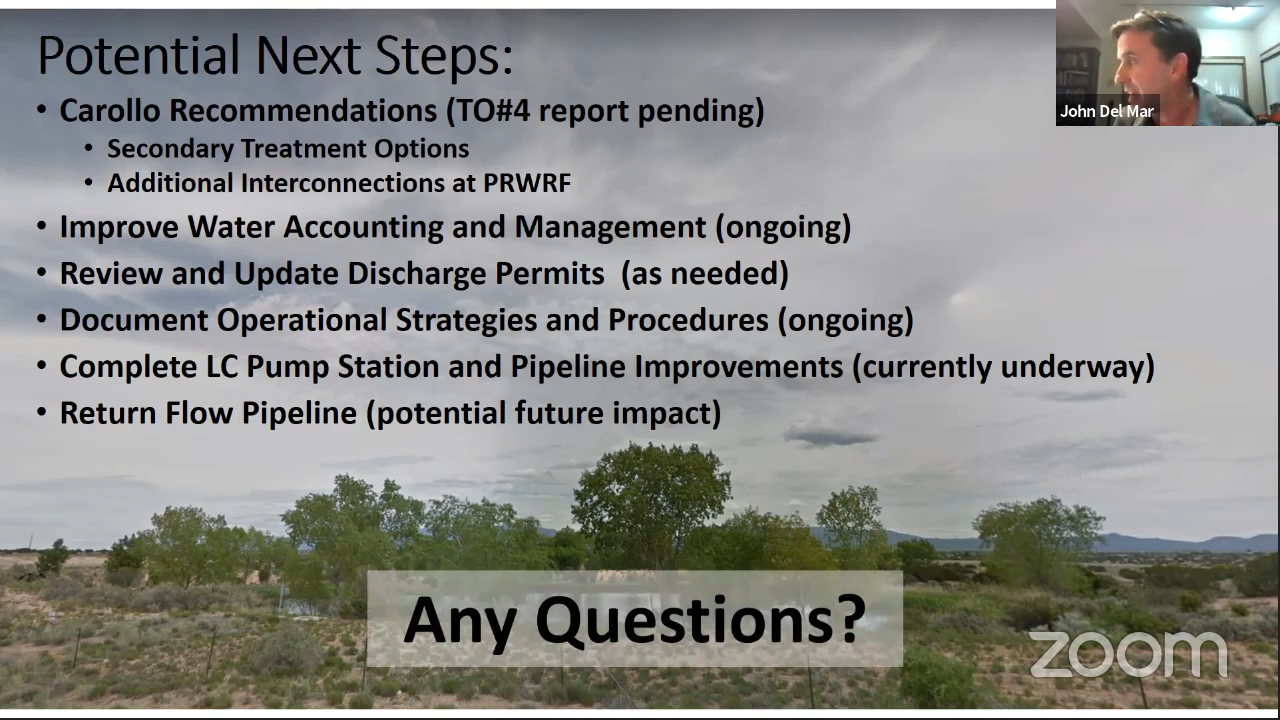 Potential Next Steps:
John Del Mar
• Carollo Recommendations (TO#4 report pending)
• Secondary Treatment Options
• Additional Interconnections at PRWRF
• Improve Water Accounting and Management (ongoing)
• Review and Update Discharge Permits  (as needed)
• Document Operational Strategies and Procedures (ongoing)
• Complete LC Pump Station and Pipeline Improvements (currently underway)
• Return Flow Pipeline (potential future impact)
Any Questions?
zoom